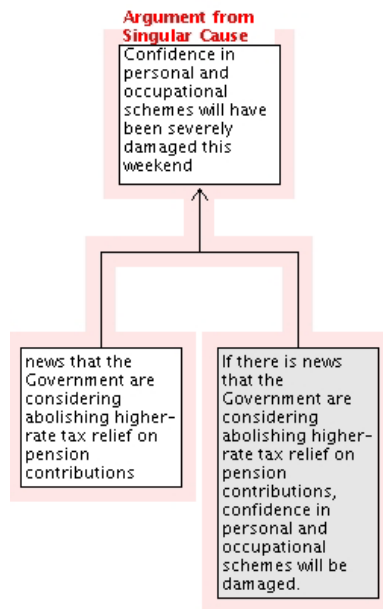 Argument from
Singular Cause
Confidence in
personal and
occupational
schemes will have
been severely
damaged this
weekend
news that the
Government are
considering
abolishing higher-
rate tax relief on
pension
contributions
If there is news
that the
Government are
considering
abolishing higher-
rate tax relief on
pension
contributions,
confidence in
personal and
occupational
schemes will be
damaged.